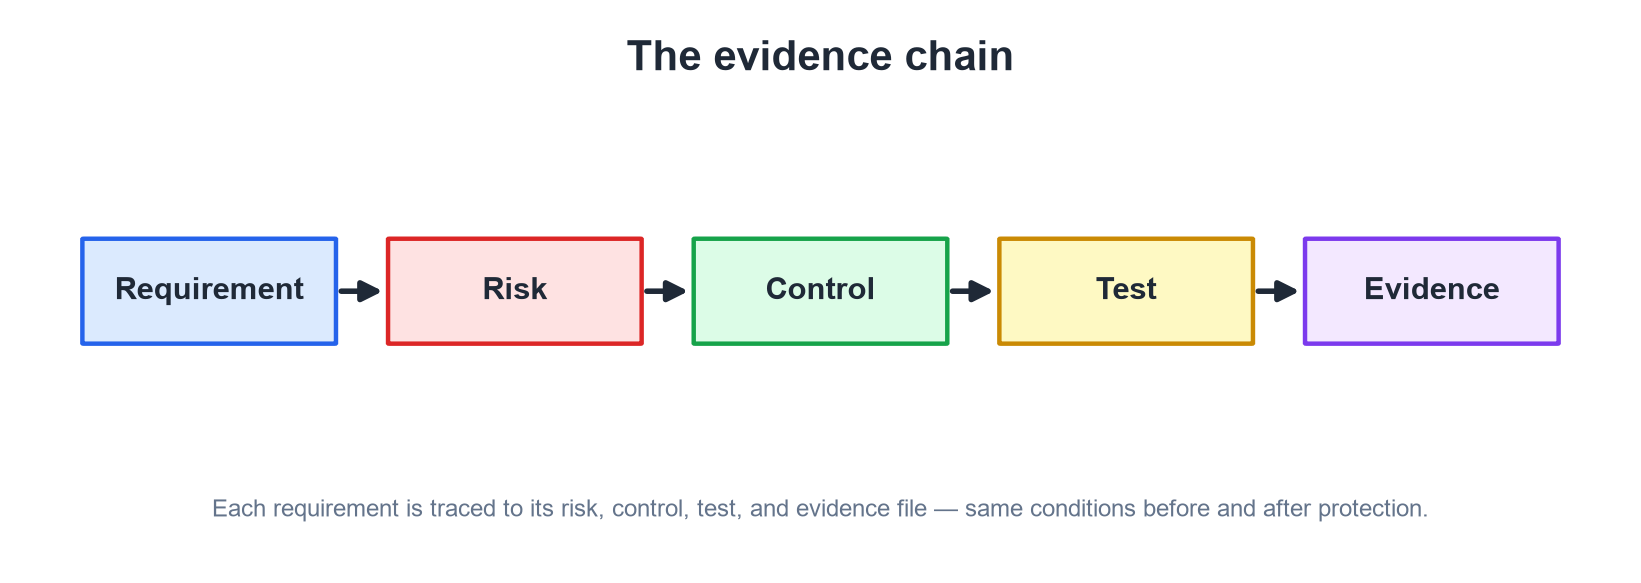 The evidence chain
Requirement
Risk
Control
Test
Evidence
Each requirement is traced to its risk, control, test, and evidence file — same conditions before and after protection.